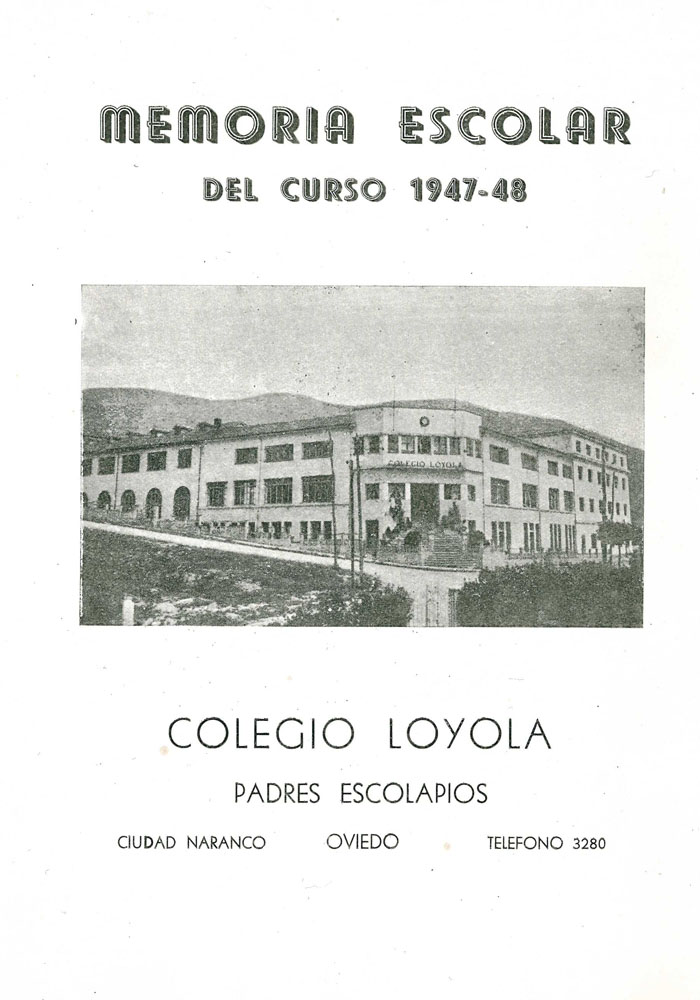 MEMORIA ESCOLAR
DEL CURSO 1947-48
COLEGIO LOYOLA
COLEGIO LOYOLA
PADRES ESCOLAPIOS
CIUDAD NARANCO OVIEDO TELEFONO 3280